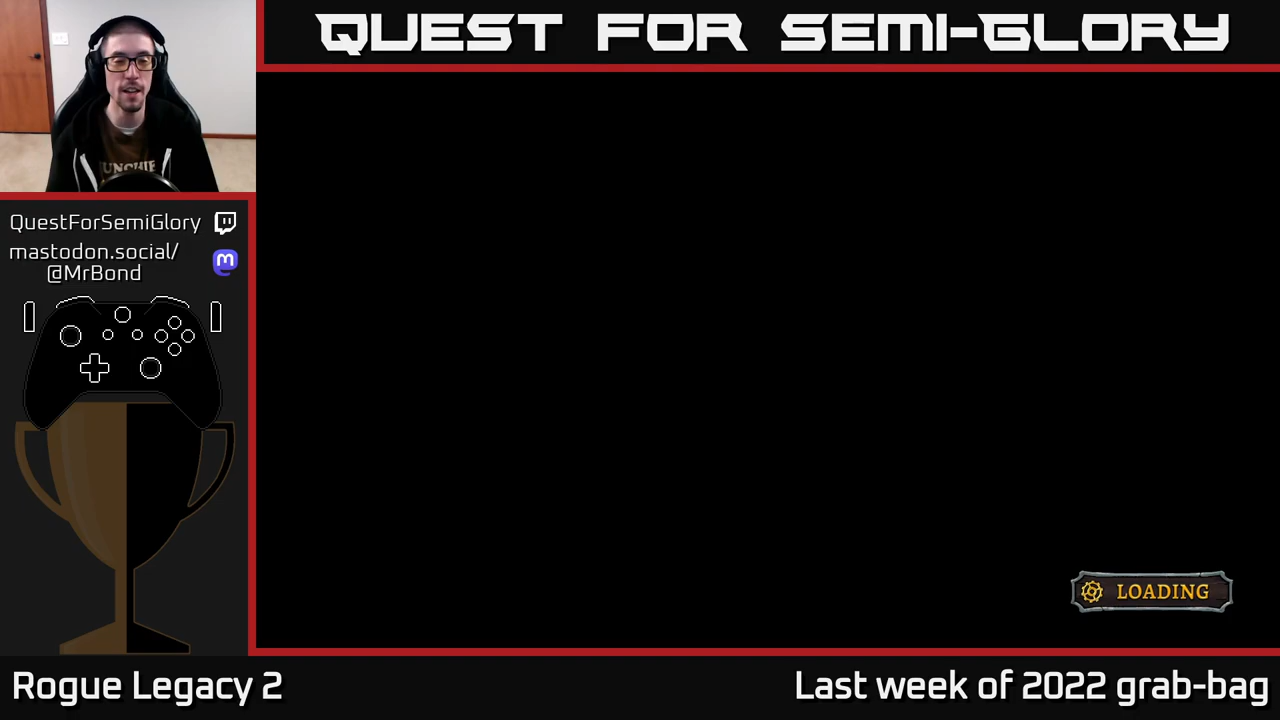 QUEST FOR SEMI-GLORY
QuestForSemiGlory
mastodon.social/
@MrBond
LOADING
Rogue Legacy 2
Last week of 2022 grab-bag